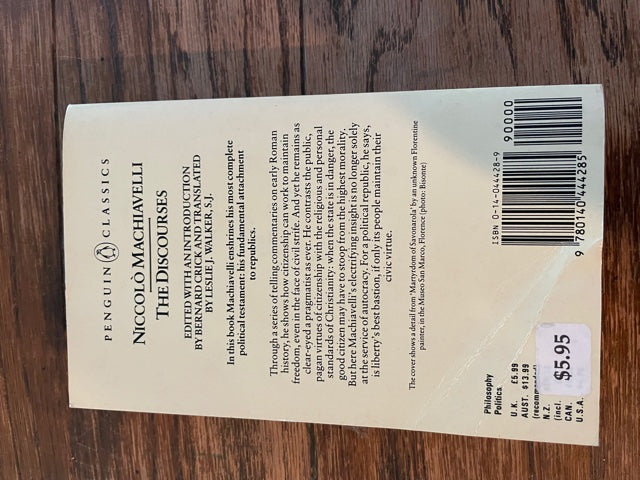 PENGUIN CLASSICS
NICCOLÒ MACHIAVELLI
THE DISCOURSES
EDITED WITH AN INTRODUCTION
BY BERNARD CRICK AND TRANSLATED
BY LESLIE J. WALKER, S.J.
In this book Machiavelli enshrines his most complete
political testament: his fundamental attachment
to republics.
Through a series of telling commentaries on early Roman
history, he shows how citizenship can work to maintain
freedom, even in the face of civil strife. And yet he remains as
clear-eyed a pragmatist as ever. He contrasts the public,
pagan virtues of citizenship with the religious and personal
standards of Christianity: when the state is in danger, the
good citizen may have to stoop from the highest morality.
But here Machiavelli's electrifying insight is no longer solely
at the service of autocracy. For a political republic, he says,
is liberty's best bastion, if only its people maintain their
civic virtue.
The cover shows a detail from 'Martyrdom of Savonarola' by an unknown Florentine
painter, in the Museo San Marco, Florence (photo: Bisonte)
Philosophy
Politics
U.K. £5.99
AUST. $13.99
N.Z.
(incl.
CAN.
U.S.A.
$5.95
ISBN 0-14-044428-9
90000
9 780140 444285